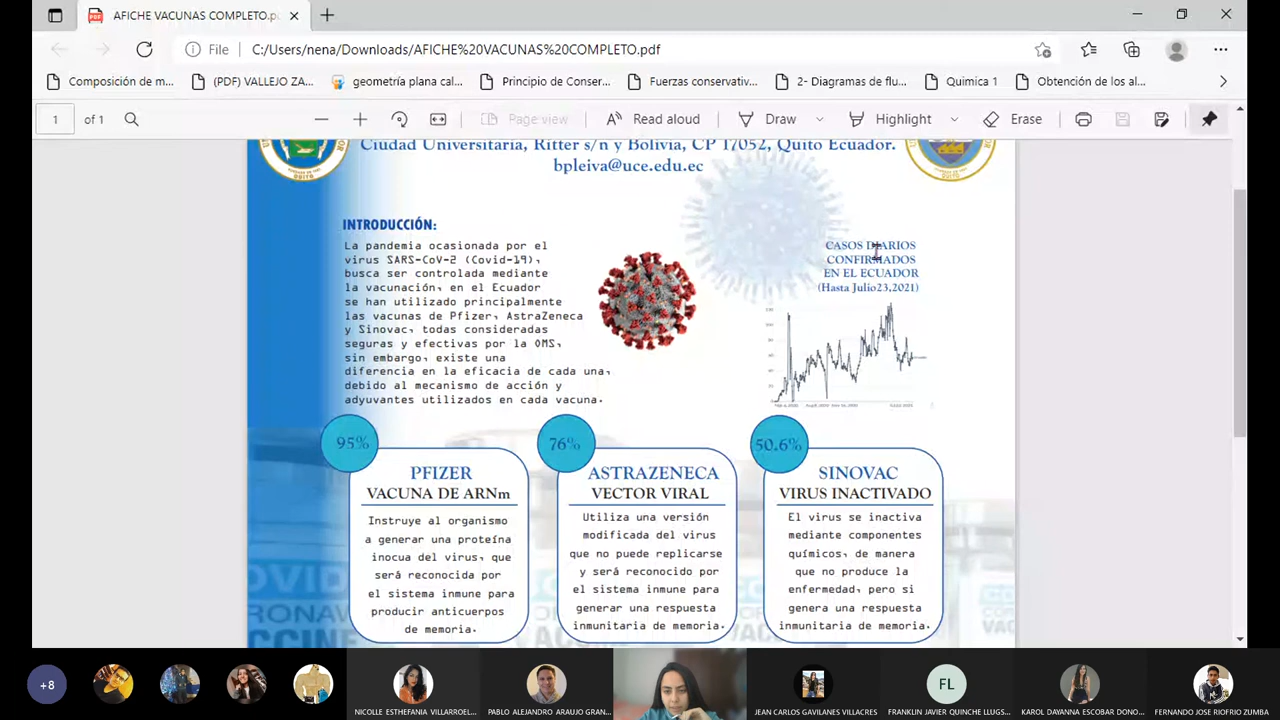 AFICHE VACUNAS COMPLETO.p
File C:/Users/nena/Downloads/AFICHE%20VACUNAS%20COMPLETO.pdf
Composición de m... (PDF) VALLEJO ZA... geometría plana cal... Principio de Conser... Fuerzas conservativ... 2- Diagramas de flu... Quimica 1 Obtención de los al...
1 of 1 Page view Read aloud Draw Highlight Erase
Ciudad Universitaria, Ritter s/n y Bolivia, CP 17052, Quito Ecuador.
bpleiva@uce.edu.ec
INTRODUCCIÓN:
La pandemia ocasionada por el
virus SARS-CoV-2 (Covid-19),
busca ser controlada mediante
la vacunación, en el Ecuador
se han utilizado principalmente
las vacunas de Pfizer, AstraZeneca
y Sinovac, todas consideradas
seguras y efectivas por la OMS,
sin embargo, existe una
diferencia en la eficacia de cada una,
debido al mecanismo de acción y
adyuvantes utilizados en cada vacuna.
CASOS DIARIOS
CONFIRMADOS
EN EL ECUADOR
(Hasta Julio23,2021)
95%
PFIZER
VACUNA DE ARNm
Instruye al organismo
a generar una proteína
inocua del virus, que
será reconocida por
el sistema inmune para
producir anticuerpos
de memoria.
76%
ASTRAZENECA
VECTOR VIRAL
Utiliza una versión
modificada del virus
que no puede replicarse
y será reconocido por
el sistema inmune para
generar una respuesta
inmunitaria de memoria.
50.6%
SINOVAC
VIRUS INACTIVADO
El virus se inactiva
mediante componentes
químicos, de manera
que no produce la
enfermedad, pero si
genera una respuesta
inmunitaria de memoria.
+8
NICOLLE ESTHEFANIA VILLARROEL...
PABLO ALEJANDRO ARAUJO GRAN...
JEAN CARLOS GAVILANES VILLACRES
FL
FRANKLIN JAVIER QUINCHE LLUGS...
KAROL DAYANNA ESCOBAR DONO...
FERNANDO JOSE RIOFRIO ZUMBA